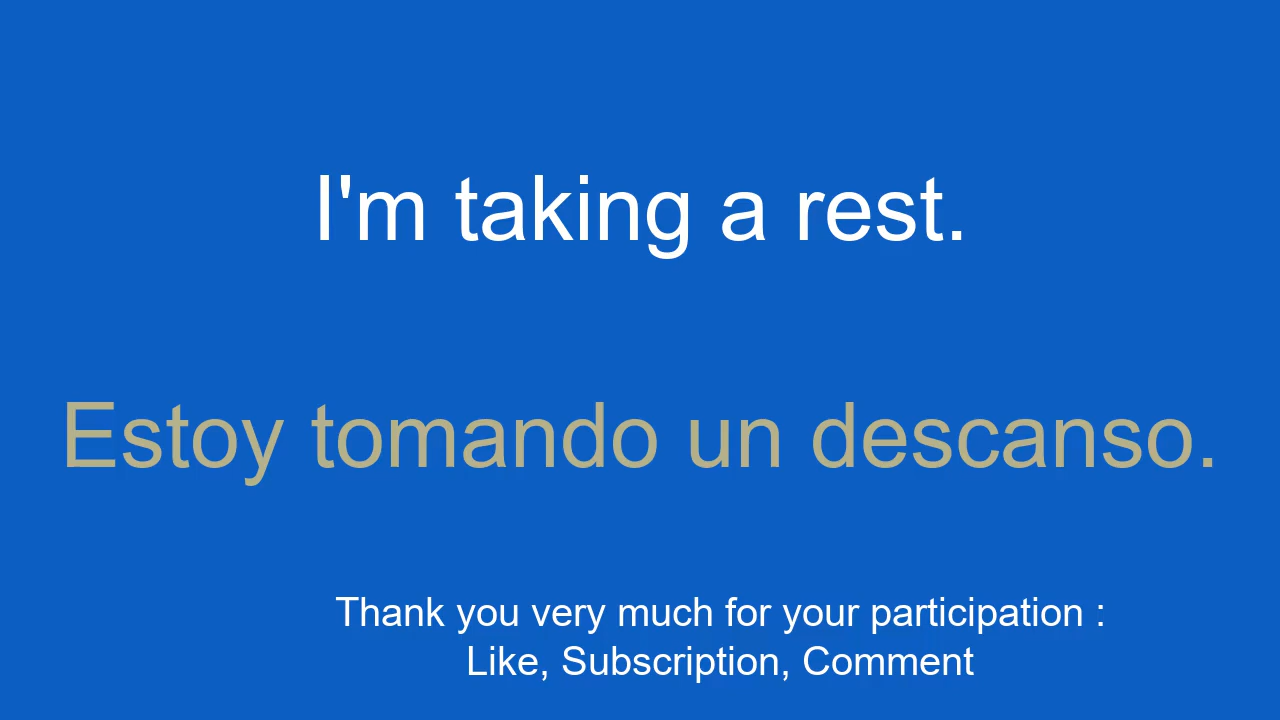 I'm taking a rest.
Estoy tomando un descanso.
Thank you very much for your participation :
Like, Subscription, Comment